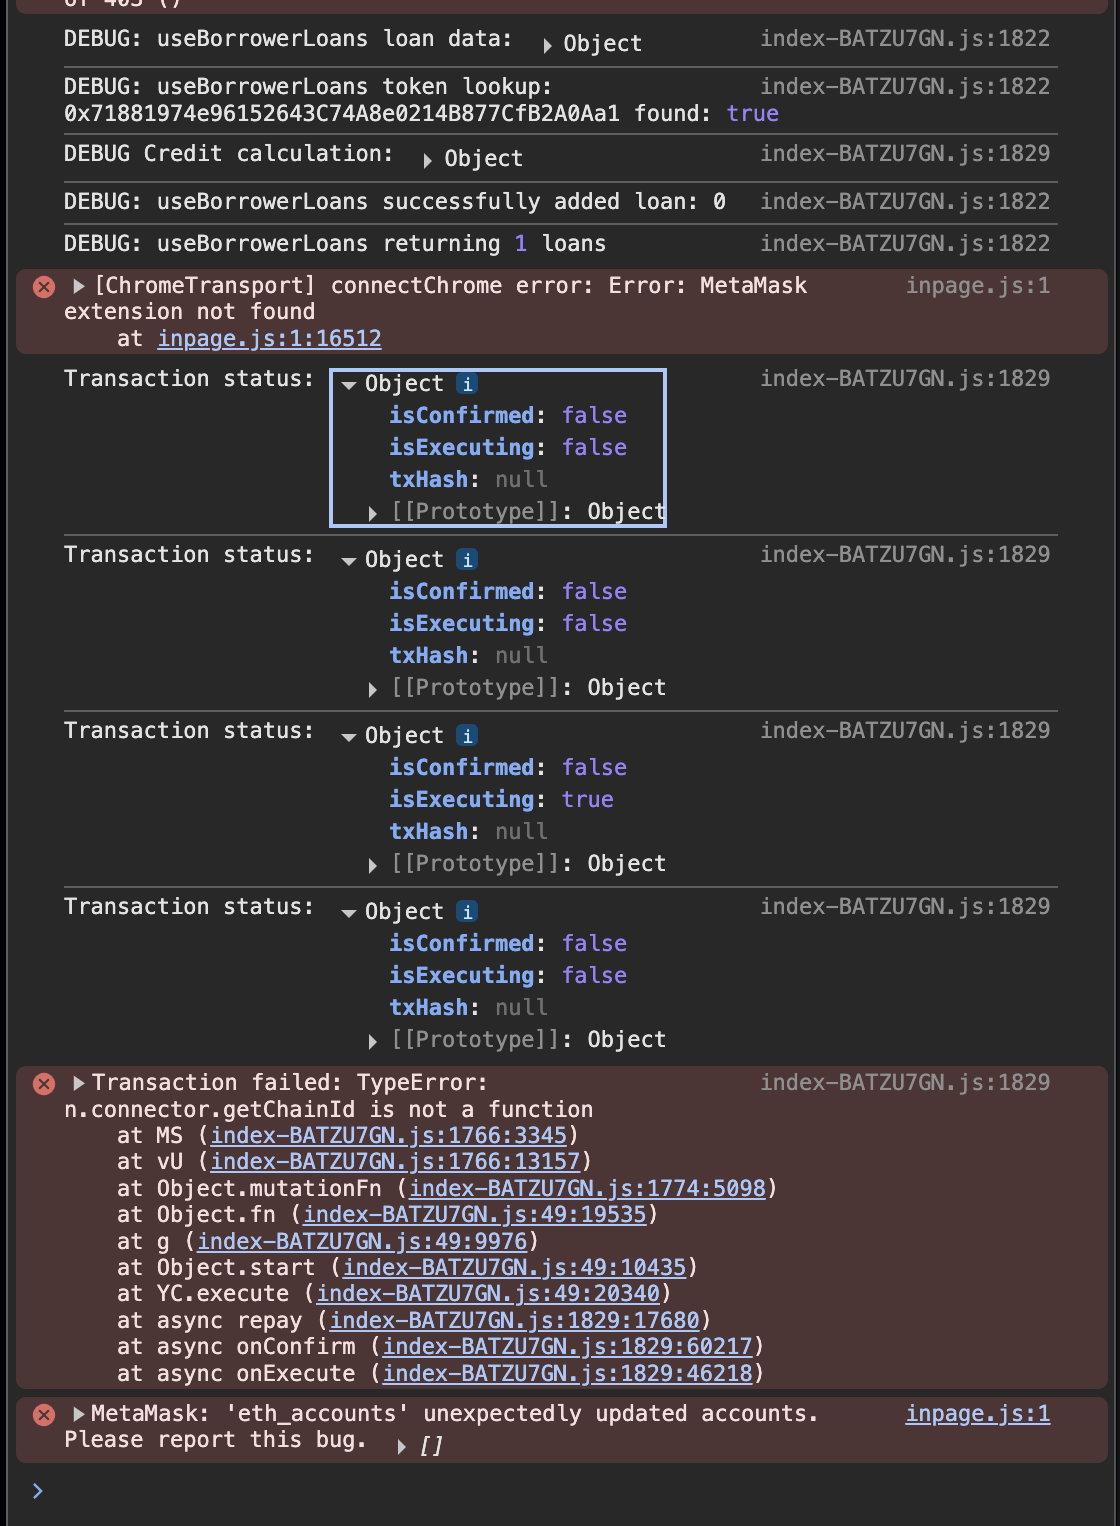 of 403 ()
DEBUG: useBorrowerLoans loan data: ▶ Object index-BATZU7GN.js:1822
DEBUG: useBorrowerLoans token lookup: index-BATZU7GN.js:1822
0x71881974e96152643C74A8e0214B877CfB2A0Aa1 found: true
DEBUG Credit calculation: ▶ Object index-BATZU7GN.js:1829
DEBUG: useBorrowerLoans successfully added loan: 0 index-BATZU7GN.js:1822
DEBUG: useBorrowerLoans returning 1 loans index-BATZU7GN.js:1822
▶ [ChromeTransport] connectChrome error: Error: MetaMask inpage.js:1
extension not found
at inpage.js:1:16512
Transaction status: ▼ Object i index-BATZU7GN.js:1829
isConfirmed: false
isExecuting: false
txHash: null
▶ [[Prototype]]: Object
Transaction status: ▼ Object i index-BATZU7GN.js:1829
isConfirmed: false
isExecuting: false
txHash: null
▶ [[Prototype]]: Object
Transaction status: ▼ Object i index-BATZU7GN.js:1829
isConfirmed: false
isExecuting: true
txHash: null
▶ [[Prototype]]: Object
Transaction status: ▼ Object i index-BATZU7GN.js:1829
isConfirmed: false
isExecuting: false
txHash: null
▶ [[Prototype]]: Object
▶ Transaction failed: TypeError: index-BATZU7GN.js:1829
n.connector.getChainId is not a function
at MS (index-BATZU7GN.js:1766:3345)
at vU (index-BATZU7GN.js:1766:13157)
at Object.mutationFn (index-BATZU7GN.js:1774:5098)
at Object.fn (index-BATZU7GN.js:49:19535)
at g (index-BATZU7GN.js:49:9976)
at Object.start (index-BATZU7GN.js:49:10435)
at YC.execute (index-BATZU7GN.js:49:20340)
at async repay (index-BATZU7GN.js:1829:17680)
at async onConfirm (index-BATZU7GN.js:1829:60217)
at async onExecute (index-BATZU7GN.js:1829:46218)
▶ MetaMask: 'eth_accounts' unexpectedly updated accounts. inpage.js:1
Please report this bug. ▶ []